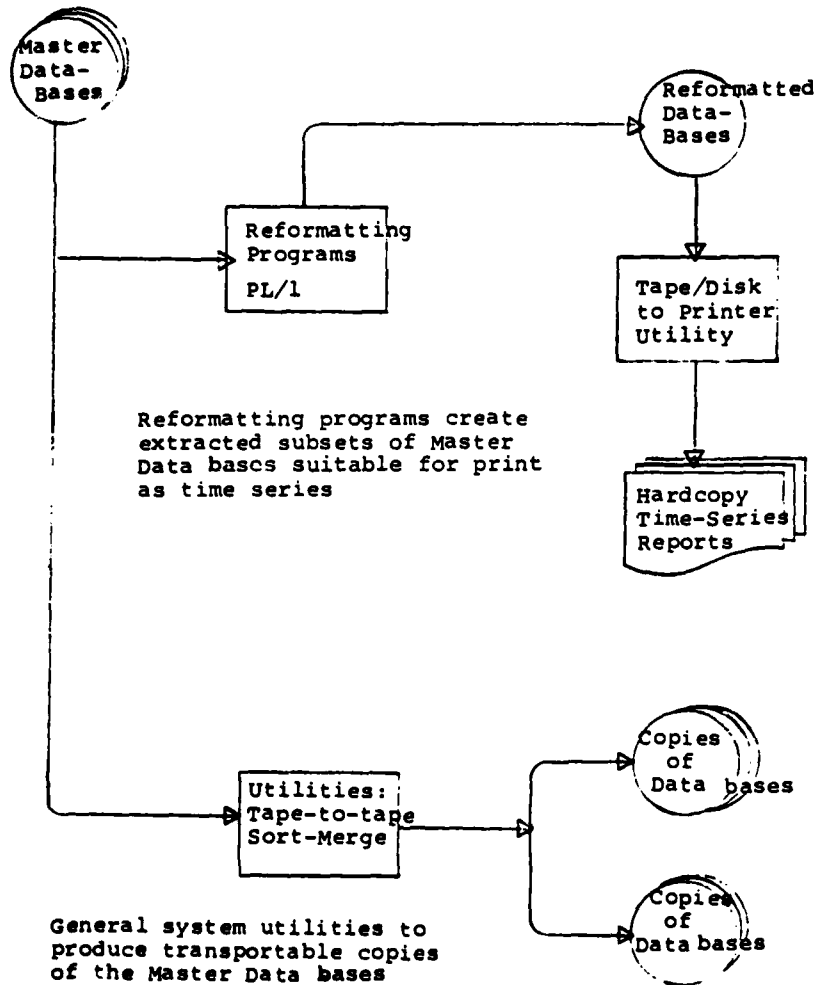 Master
Data-
Bases
Reformatted
Data-
Bases
Reformatting
Programs
PL/1
Tape/Disk
to Printer
Utility
Reformatting programs create
extracted subsets of Master
Data bases suitable for print
as time series
Hardcopy
Time-Series
Reports
Copies
of
Data bases
Utilities:
Tape-to-tape
Sort-Merge
Copies
of
Data bases
General system utilities to
produce transportable copies
of the Master Data bases